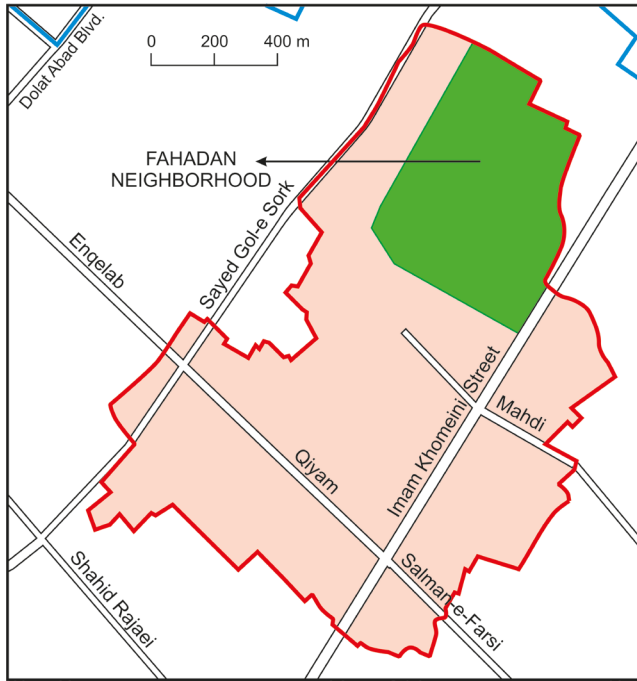 Dolat Abad Blvd.
0 200 400 m
FAHADAN
NEIGHBORHOOD
Sayed Gol-e Sork
Enqelab
Imam Khomeini Street
Mahdi
Qiyam
Salman-e-Farsi
Shahid Rajaei